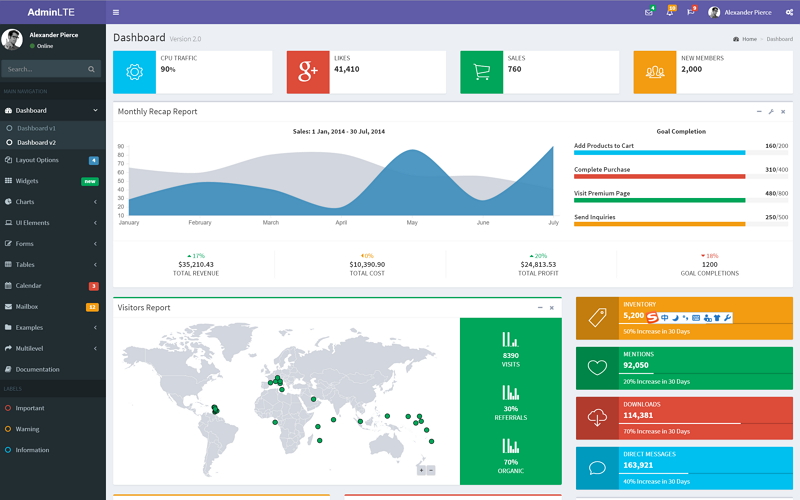 AdminLTE
4
10
9
Alexander Pierce
Alexander Pierce
Online
Search...
MAIN NAVIGATION
Dashboard
Dashboard v1
Dashboard v2
Layout Options
4
Widgets
new
Charts
UI Elements
Forms
Tables
Calendar
3
Mailbox
12
Examples
Multilevel
Documentation
LABELS
Important
Warning
Information
Dashboard Version 2.0
Home > Dashboard
CPU TRAFFIC
90%
g+
LIKES
41,410
SALES
760
NEW MEMBERS
2,000
Monthly Recap Report
Sales: 1 Jan, 2014 - 30 Jul, 2014
90
80
70
60
50
40
30
20
10
January February March April May June July
Goal Completion
Add Products to Cart 160/200
Complete Purchase 310/400
Visit Premium Page 480/800
Send Inquiries 250/500
17%
$35,210.43
TOTAL REVENUE
0%
$10,390.90
TOTAL COST
20%
$24,813.53
TOTAL PROFIT
18%
1200
GOAL COMPLETIONS
Visitors Report
8390
VISITS
30%
REFERRALS
70%
ORGANIC
+ −
INVENTORY
5,200
S 中
50% Increase in 30 Days
MENTIONS
92,050
20% Increase in 30 Days
DOWNLOADS
114,381
70% Increase in 30 Days
DIRECT MESSAGES
163,921
40% Increase in 30 Days